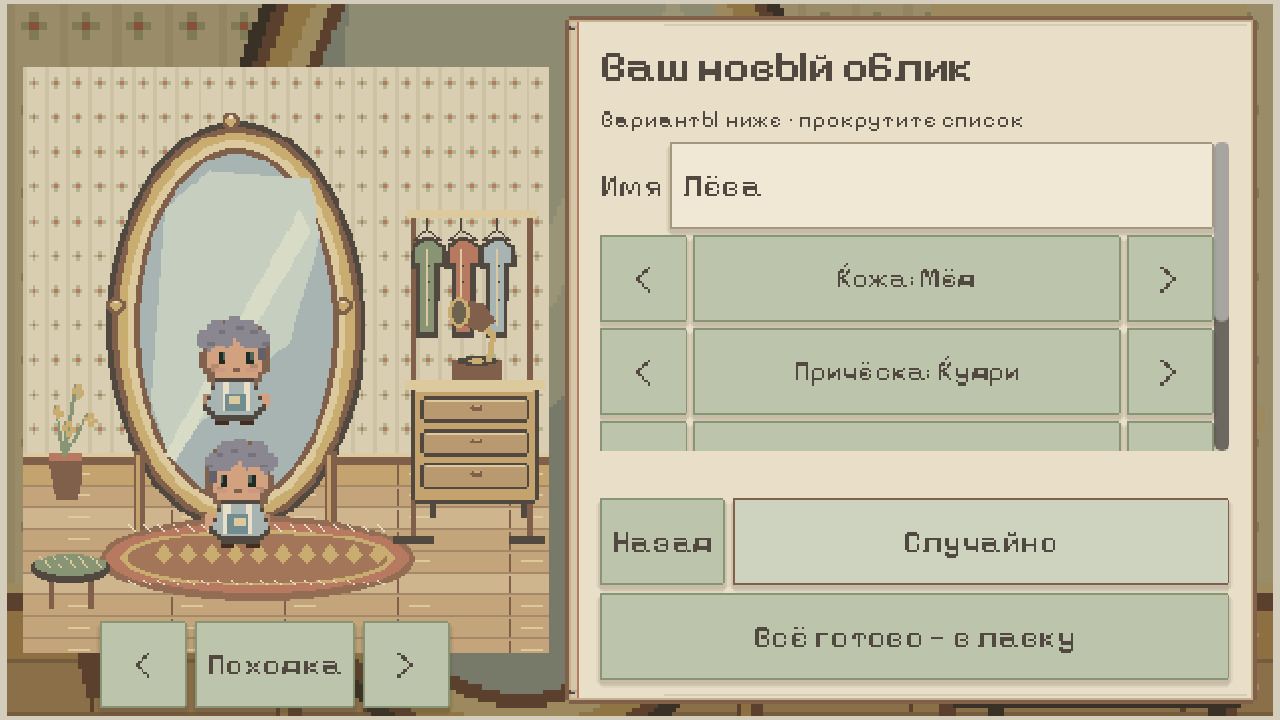 Ваш новый облик
Варианты ниже · прокрутите список
Имя Лёва
< Кожа: Мёд >
< Причёска: Кудри >
Назад Случайно
Всё готово – в лавку
< Походка >